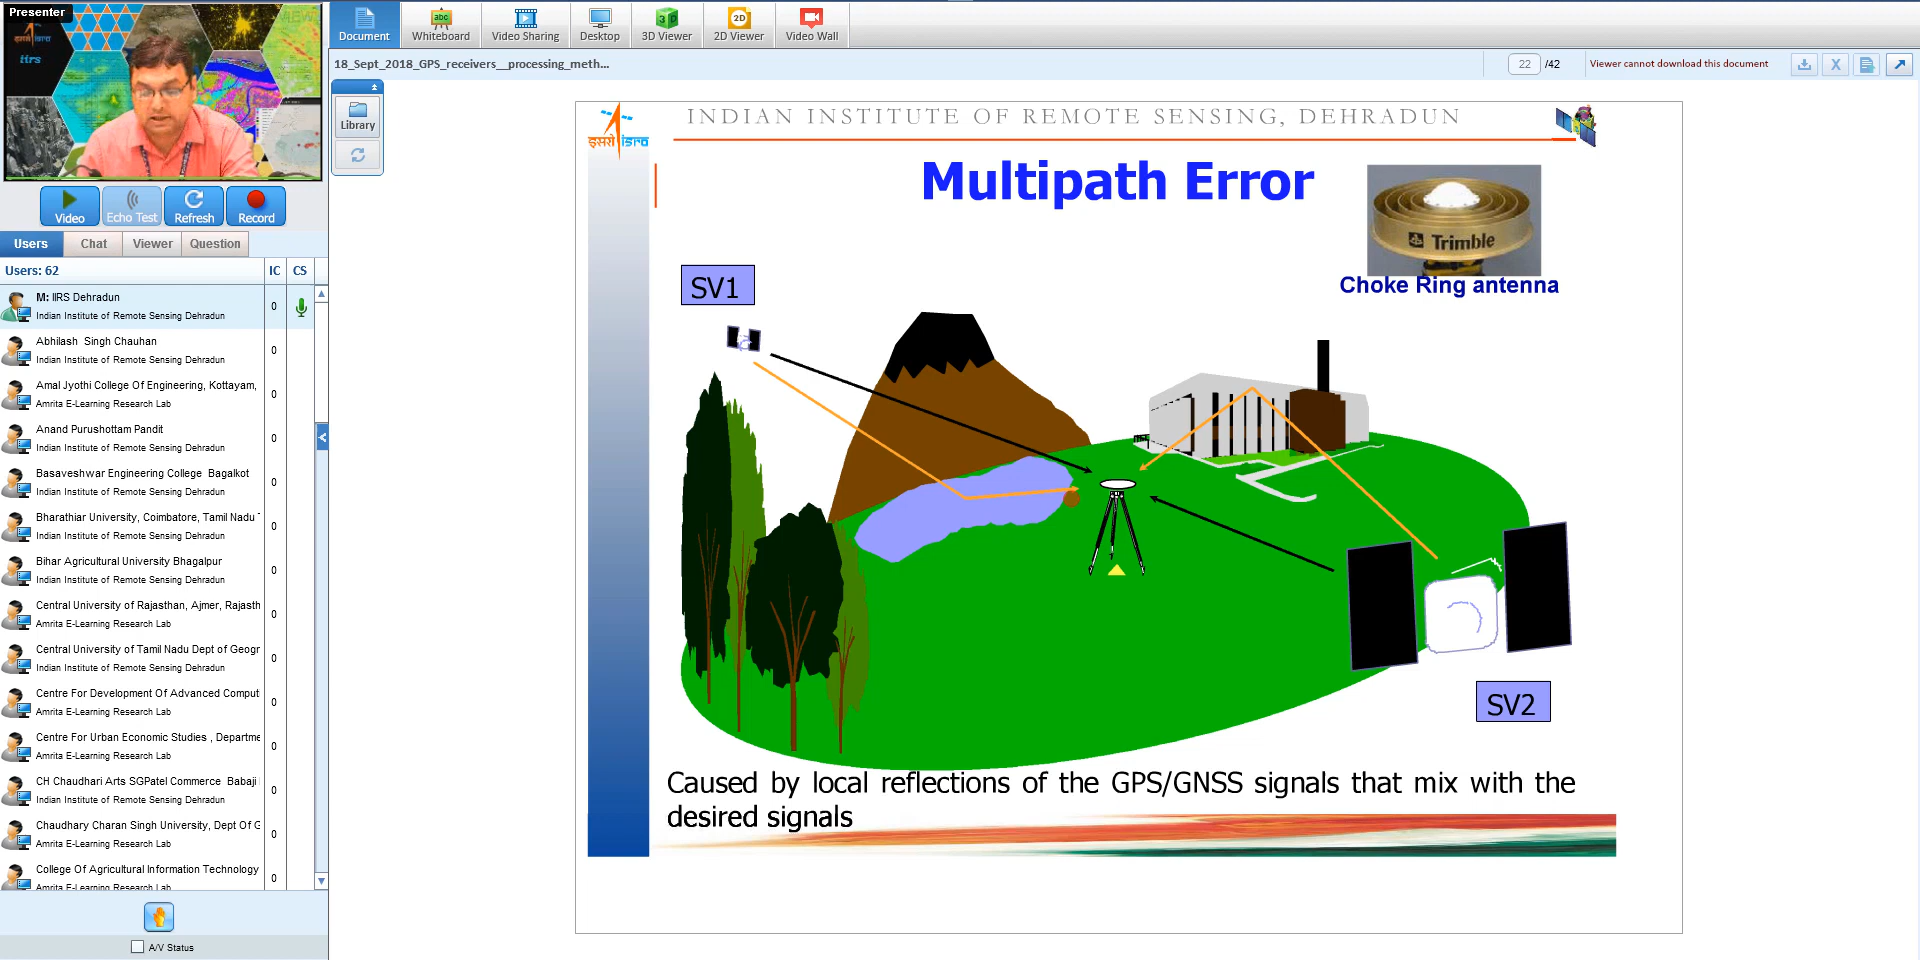 Presenter
iirs
Video
Echo Test
Refresh
Record
Users
Chat
Viewer
Question
Users: 62
IC
CS
M: IIRS Dehradun
Indian Institute of Remote Sensing Dehradun
0
Abhilash Singh Chauhan
Indian Institute of Remote Sensing Dehradun
0
Amal Jyothi College Of Engineering, Kottayam,
Amrita E-Learning Research Lab
0
Anand Purushottam Pandit
Indian Institute of Remote Sensing Dehradun
0
Basaveshwar Engineering College Bagalkot
Indian Institute of Remote Sensing Dehradun
0
Bharathiar University, Coimbatore, Tamil Nadu
Indian Institute of Remote Sensing Dehradun
0
Bihar Agricultural University Bhagalpur
Indian Institute of Remote Sensing Dehradun
0
Central University of Rajasthan, Ajmer, Rajasth
Amrita E-Learning Research Lab
0
Central University of Tamil Nadu Dept of Geogr
Indian Institute of Remote Sensing Dehradun
0
Centre For Development Of Advanced Comput
Amrita E-Learning Research Lab
0
Centre For Urban Economic Studies , Departme
Amrita E-Learning Research Lab
0
CH Chaudhari Arts SGPatel Commerce Babaji
Indian Institute of Remote Sensing Dehradun
0
Chaudhary Charan Singh University, Dept Of G
Amrita E-Learning Research Lab
0
College Of Agricultural Information Technology
Amrita E-Learning Research Lab
0
A/V Status
Document
Whiteboard
Video Sharing
Desktop
3D Viewer
2D Viewer
Video Wall
18_Sept_2018_GPS_receivers__processing_meth...
22 /42
Viewer cannot download this document
Library
इसरो isro
INDIAN INSTITUTE OF REMOTE SENSING, DEHRADUN
Multipath Error
Trimble
Choke Ring antenna
SV1
SV2
Caused by local reflections of the GPS/GNSS signals that mix with the
desired signals